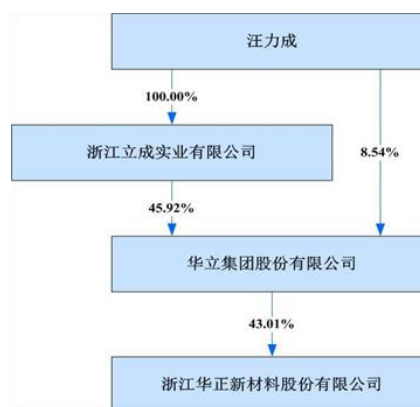 汪力成
100.00%
浙江立成实业有限公司
8.54%
45.92%
华立集团股份有限公司
43.01%
浙江华正新材料股份有限公司